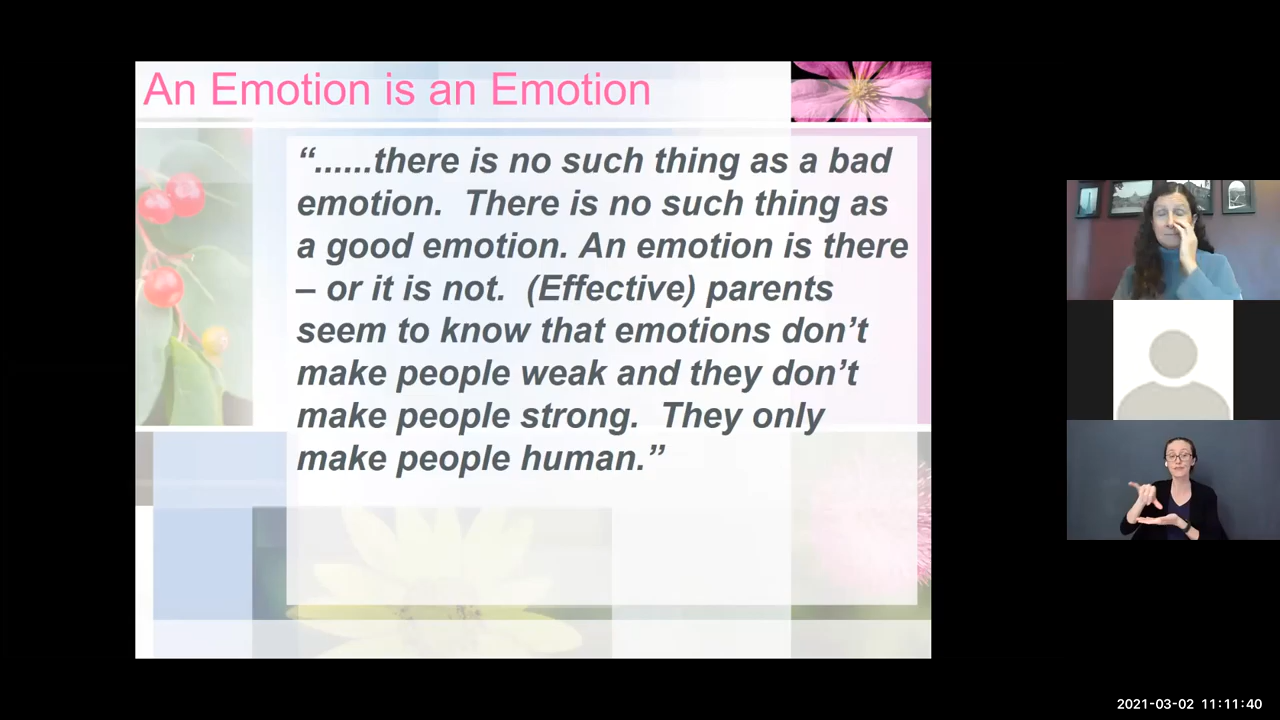 An Emotion is an Emotion
“......there is no such thing as a bad
emotion.  There is no such thing as
a good emotion. An emotion is there
– or it is not.  (Effective) parents
seem to know that emotions don’t
make people weak and they don’t
make people strong.  They only
make people human.”
2021-03-02 11:11:40